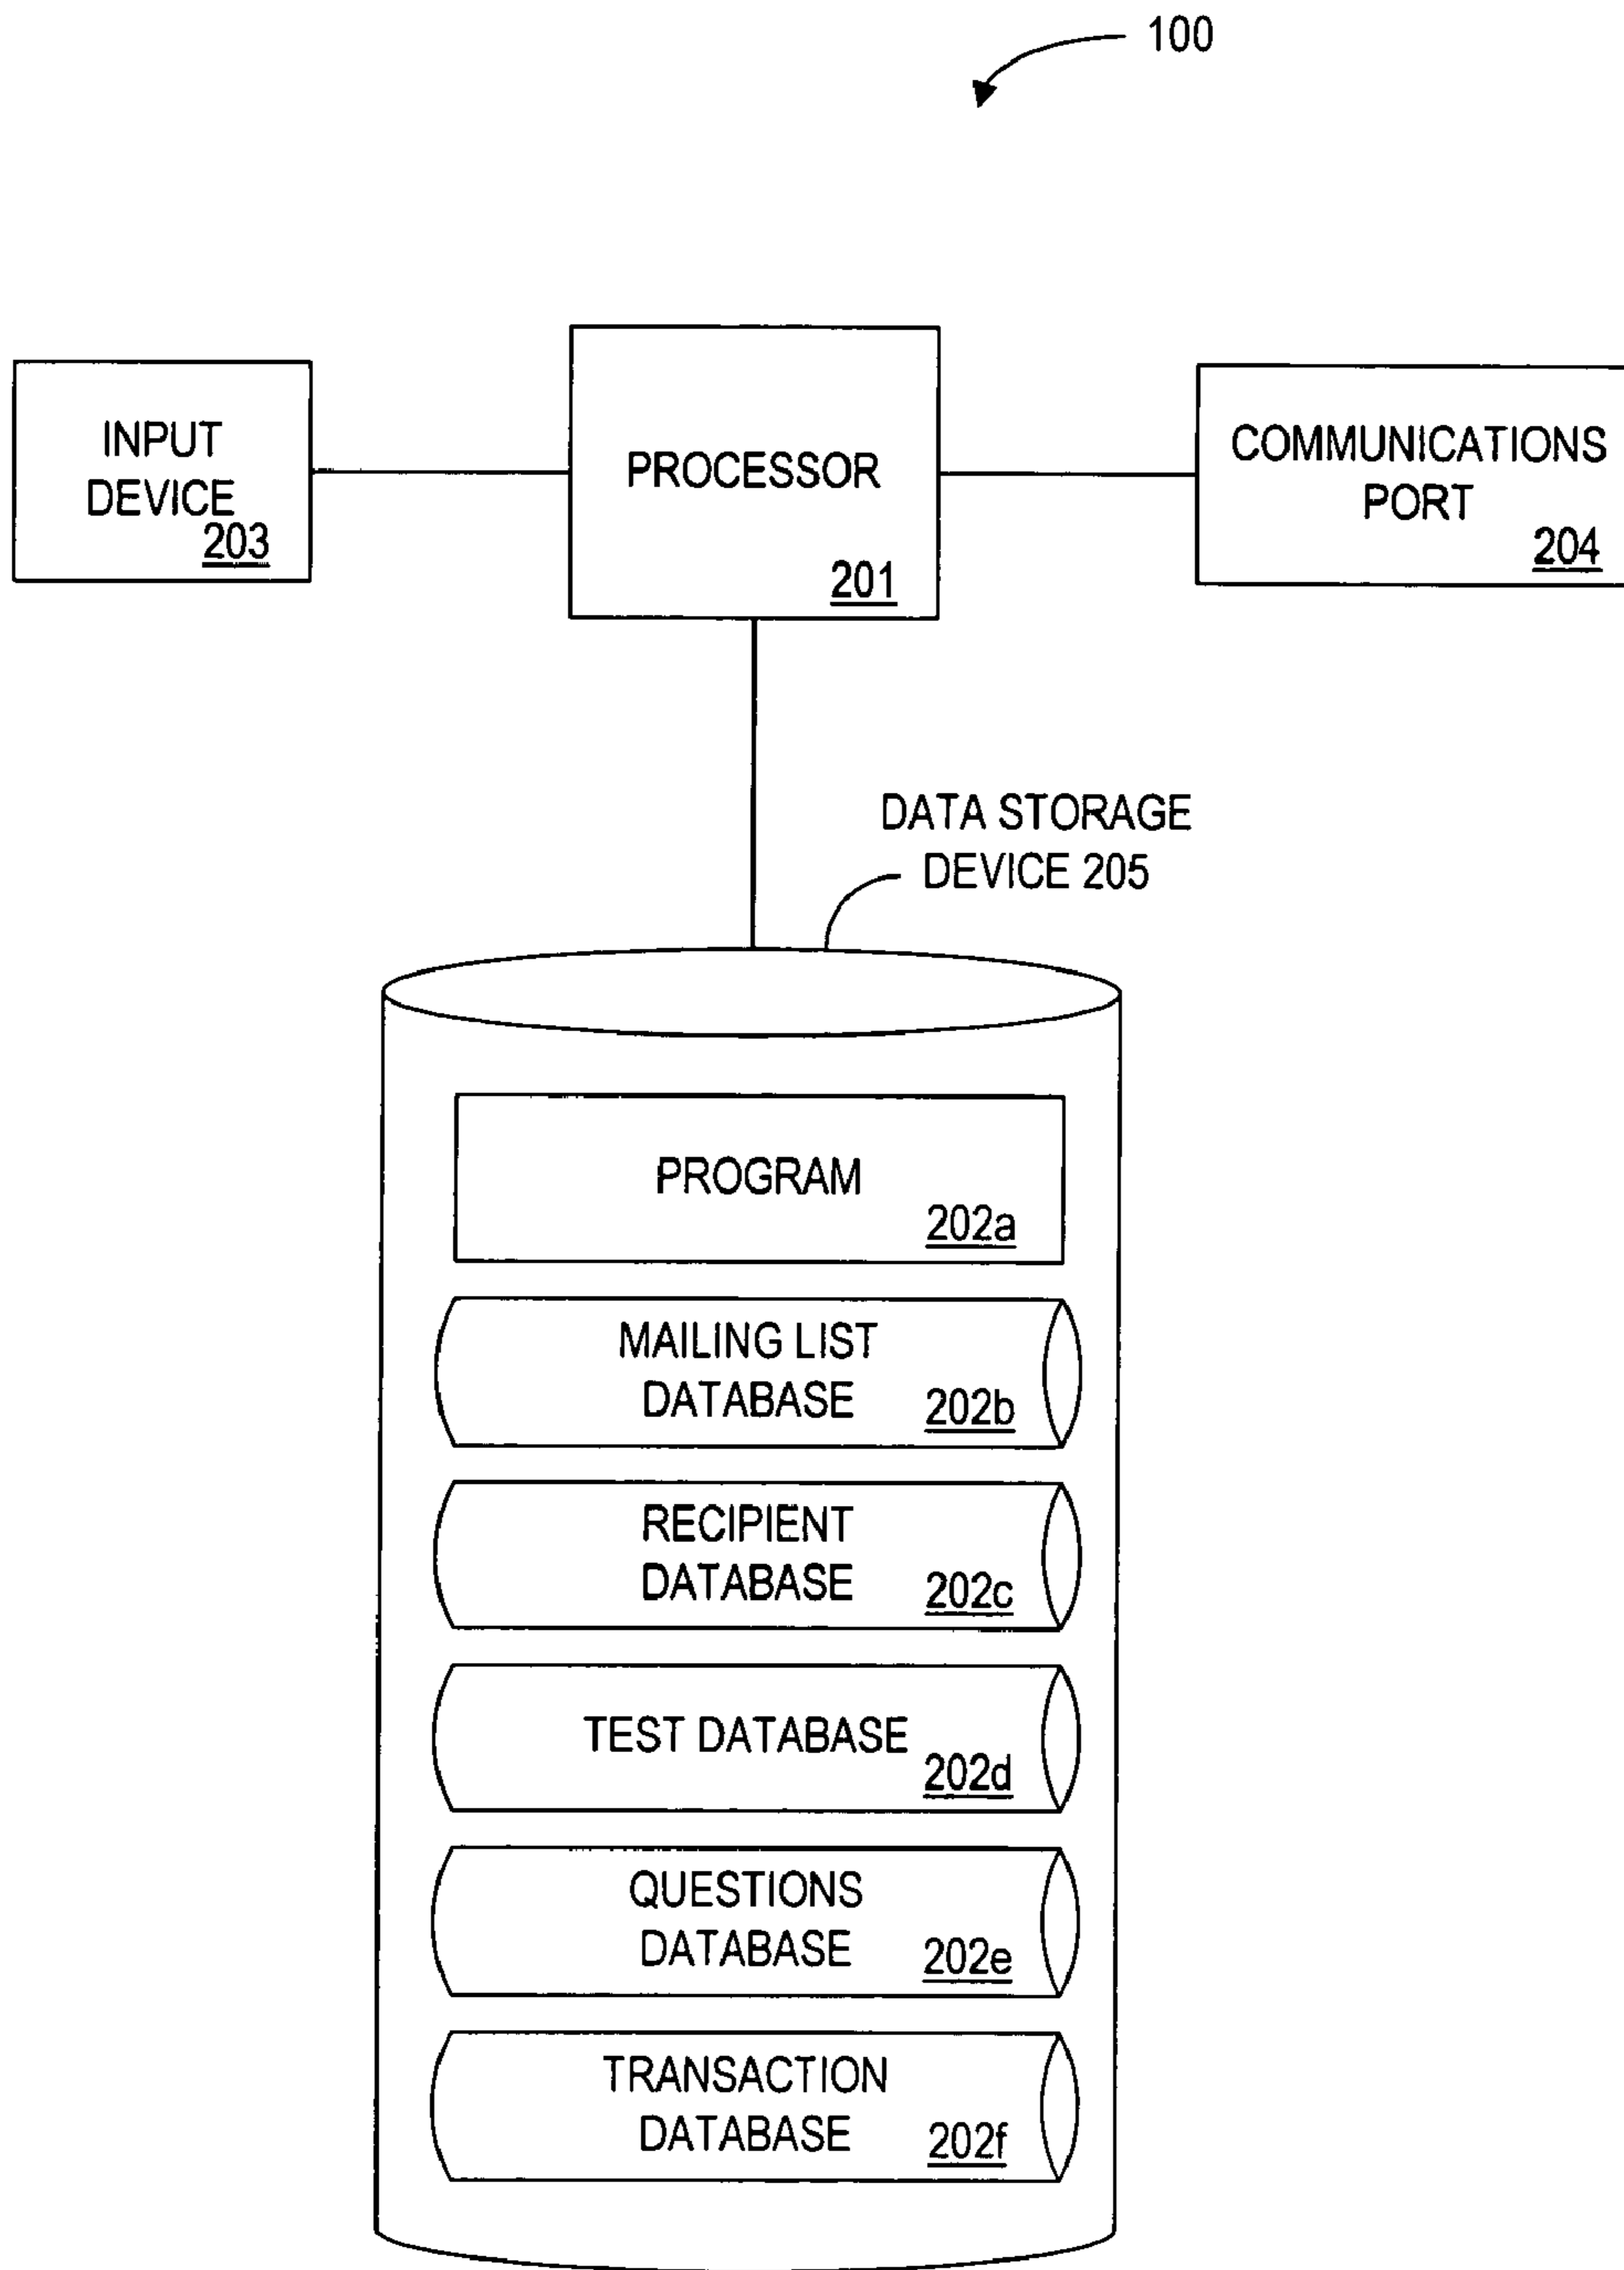 100
INPUT
DEVICE
203
PROCESSOR
201
COMMUNICATIONS
PORT
204
DATA STORAGE
DEVICE 205
PROGRAM
202a
MAILING LIST
DATABASE
202b
RECIPIENT
DATABASE
202c
TEST DATABASE
202d
QUESTIONS
DATABASE
202e
TRANSACTION
DATABASE
202f